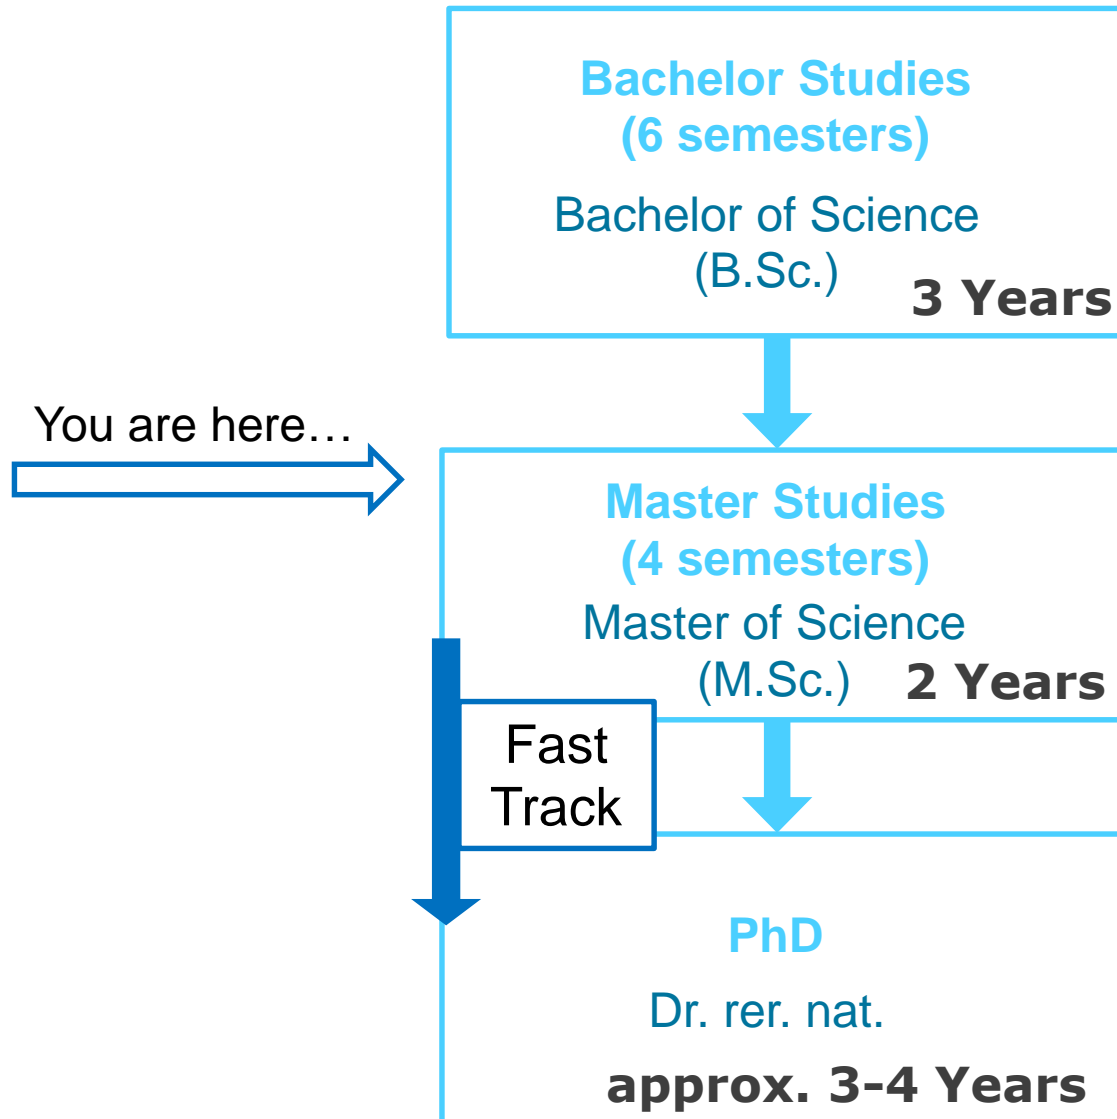 Bachelor Studies
(6 semesters)
Bachelor of Science
(B.Sc.)
3 Years
You are here…
Master Studies
(4 semesters)
Master of Science
(M.Sc.)
2 Years
Fast
Track
PhD
Dr. rer. nat.
approx. 3-4 Years